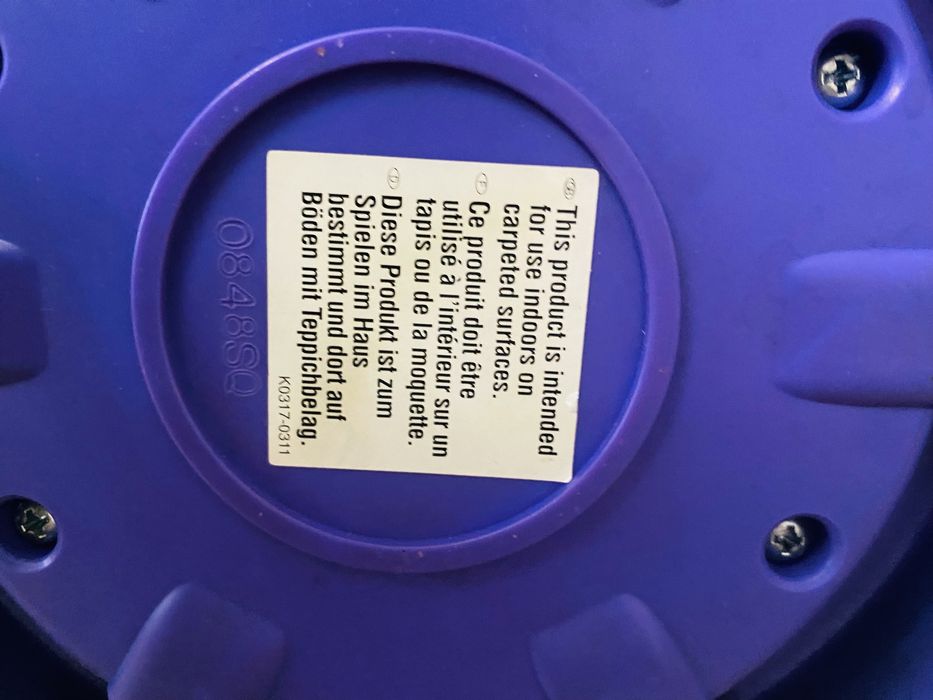 GB This product is intended
for use indoors on
carpeted surfaces.
F Ce produit doit être
utilisé à l'intérieur sur un
tapis ou de la moquette.
D Diese Produkt ist zum
Spielen im Haus
bestimmt und dort auf
Böden mit Teppichbelag.
K0317-0311
0848SQ